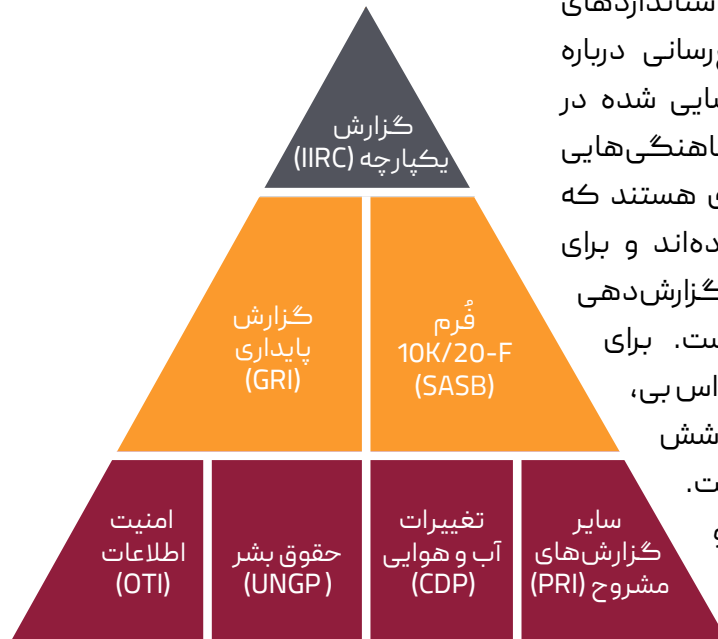 ستانداردهای
رسانی درباره
سایی شده در
اهنگی‌هایی
ی هستند که
ده‌اند و برای
گزارش‌دهی
ست. برای
اس بی،
شش
ت.
و
گزارش
یکپارچه (IIRC)
فُرم
10K/20-F
(SASB)
گزارش
پایداری
(GRI)
سایر
گزارش‌های
مشروح (PRI)
تغییرات
آب و هوایی
(CDP)
حقوق بشر
(UNGP)
امنیت
اطلاعات
(OTI)